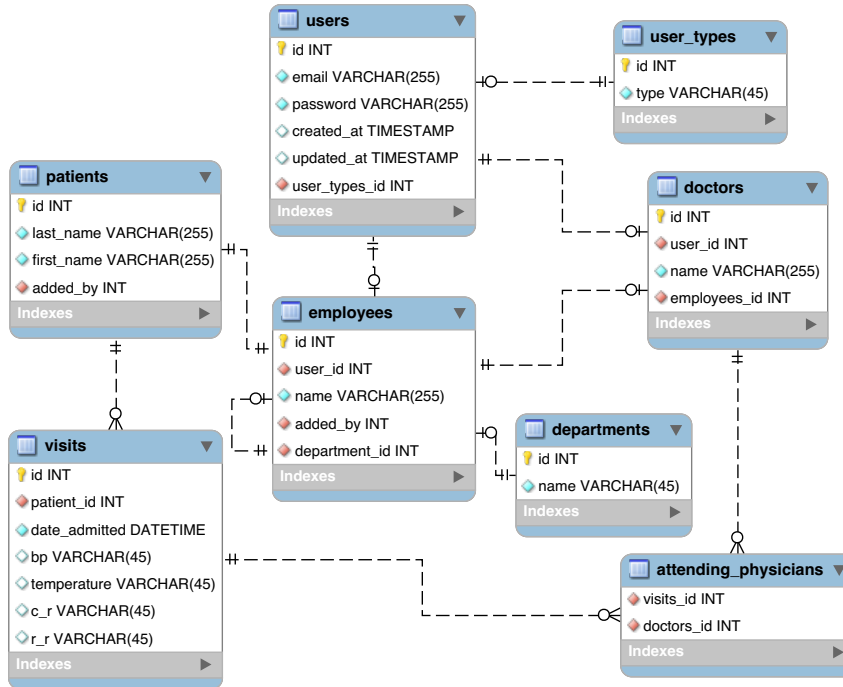 users
id INT
email VARCHAR(255)
password VARCHAR(255)
created_at TIMESTAMP
updated_at TIMESTAMP
user_types_id INT
Indexes
user_types
id INT
type VARCHAR(45)
Indexes
patients
id INT
last_name VARCHAR(255)
first_name VARCHAR(255)
added_by INT
Indexes
doctors
id INT
user_id INT
name VARCHAR(255)
employees_id INT
Indexes
employees
id INT
user_id INT
name VARCHAR(255)
added_by INT
department_id INT
Indexes
departments
id INT
name VARCHAR(45)
Indexes
visits
id INT
patient_id INT
date_admitted DATETIME
bp VARCHAR(45)
temperature VARCHAR(45)
c_r VARCHAR(45)
r_r VARCHAR(45)
Indexes
attending_physicians
visits_id INT
doctors_id INT
Indexes